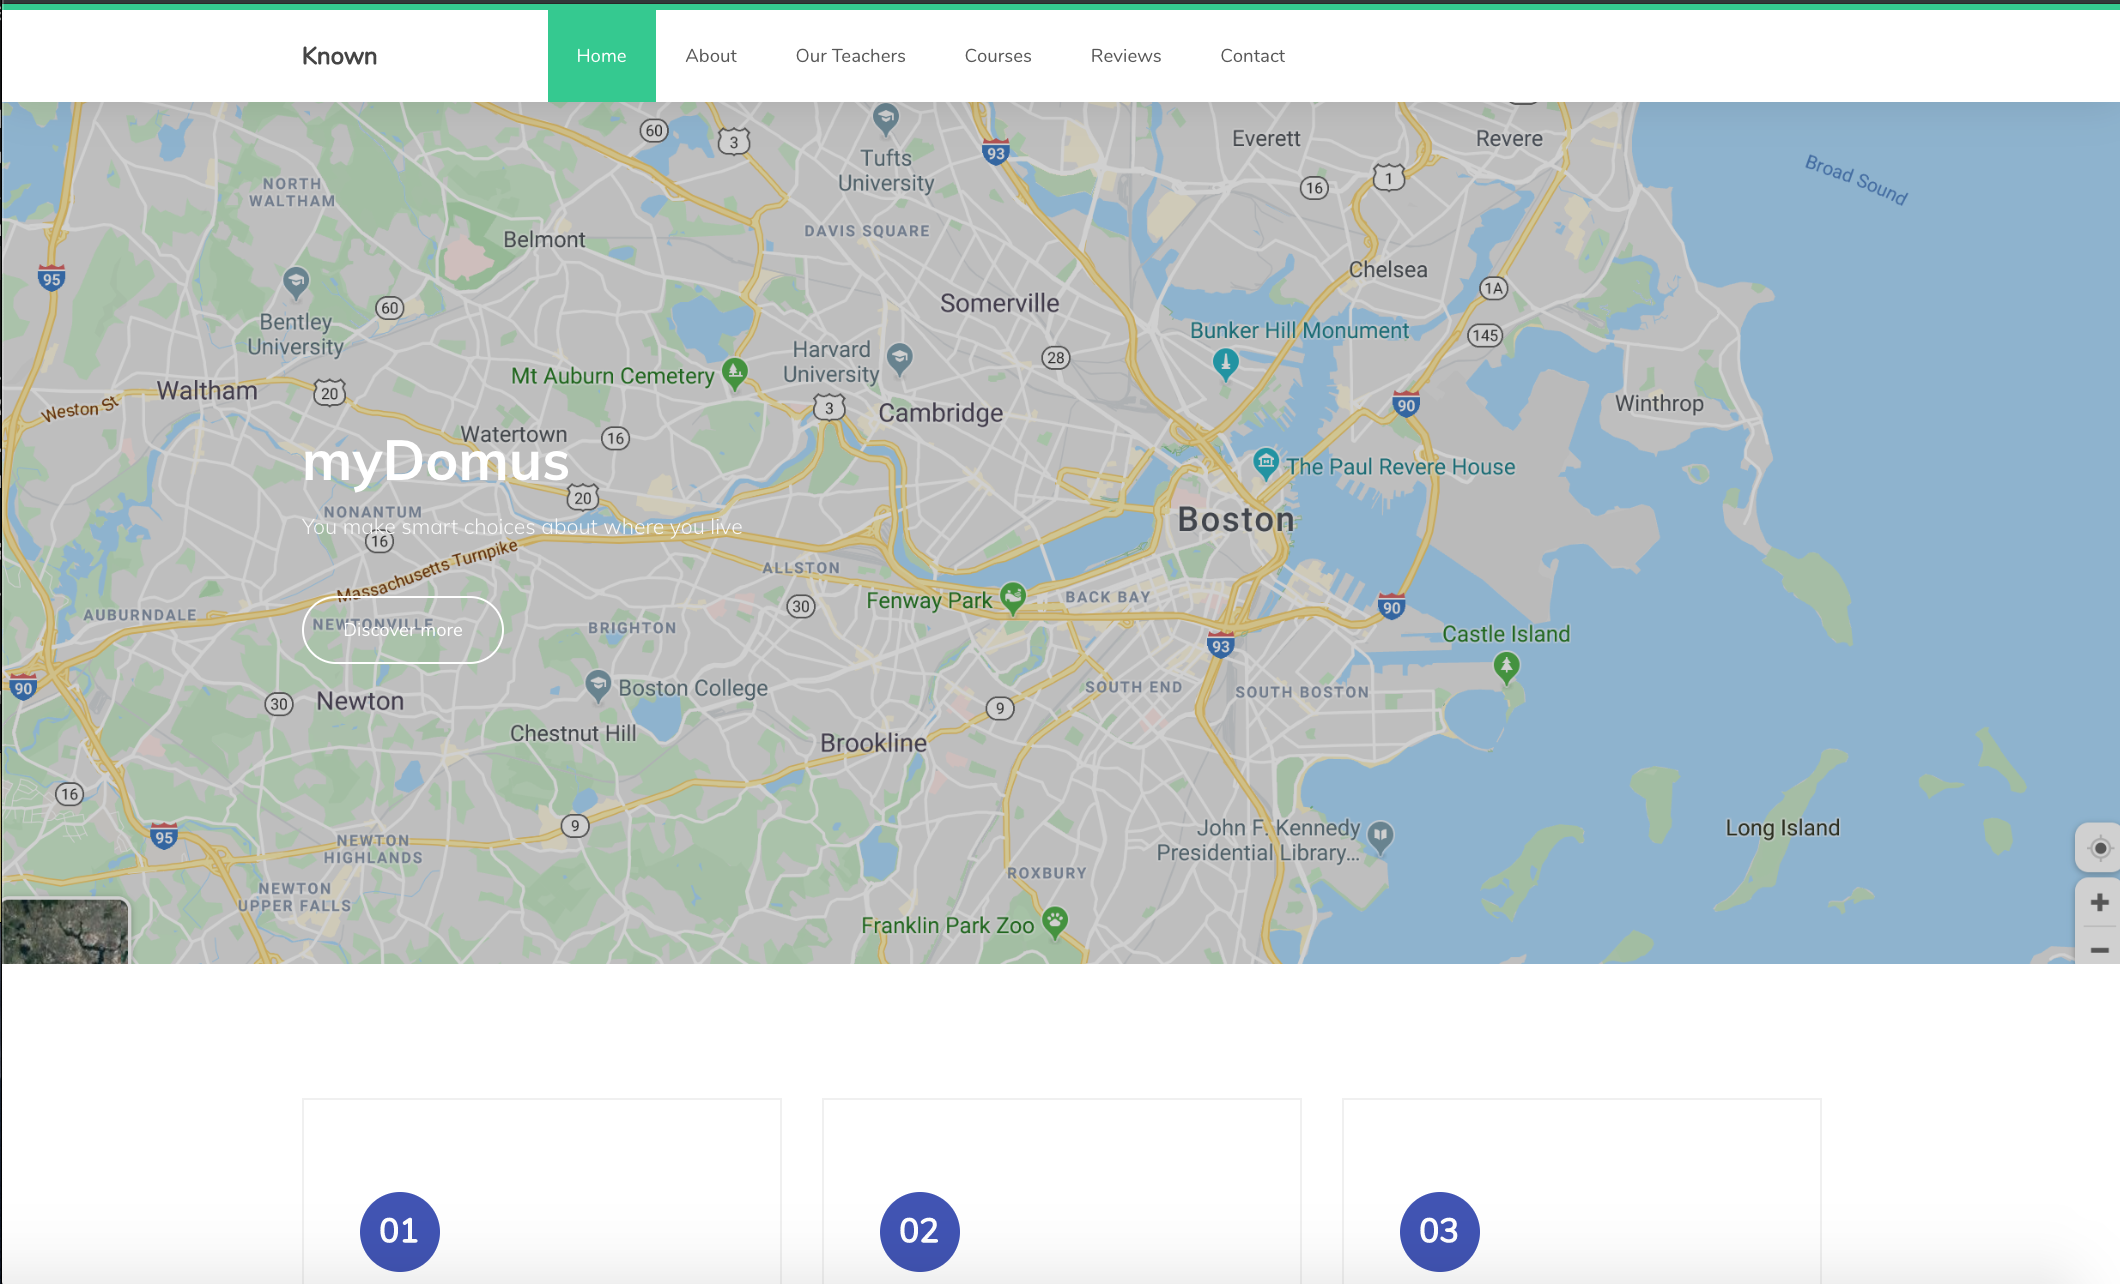 Known
Home
About
Our Teachers
Courses
Reviews
Contact
60
3
Tufts
University
93
Everett
Revere
16
1
Broad Sound
NORTH
WALTHAM
DAVIS SQUARE
Belmont
95
Bentley
University
60
Somerville
Chelsea
1A
Bunker Hill Monument
145
Harvard
University
28
Mt Auburn Cemetery
Waltham
20
Weston St
3
Cambridge
90
Winthrop
Watertown
16
myDomus
The Paul Revere House
20
NONANTUM
You make smart choices about where you live
16
Boston
Massachusetts Turnpike
ALLSTON
Fenway Park
BACK BAY
30
90
AUBURNDALE
NEWTONVILLE
Discover more
BRIGHTON
93
Castle Island
90
Boston College
SOUTH END
SOUTH BOSTON
30
Newton
9
Chestnut Hill
Brookline
16
95
9
NEWTON
HIGHLANDS
John F. Kennedy
Presidential Library...
Long Island
ROXBURY
NEWTON
UPPER FALLS
Franklin Park Zoo
01
02
03